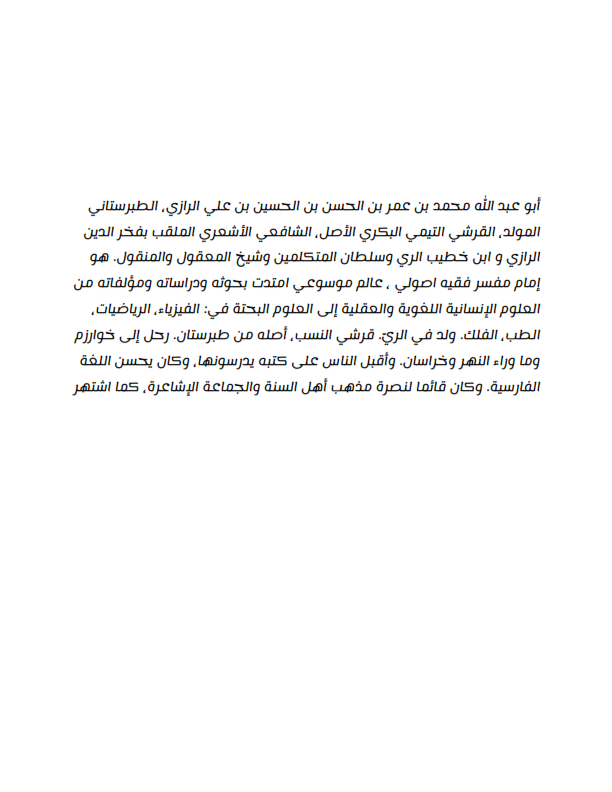 أبو عبد الله محمد بن عمر بن الحسن بن الحسين بن علي الرازي، الطبرستاني
المولد، القرشي التيمي البكري الأصل، الشافعي الأشعري الملقب بفخر الدين
الرازي و ابن خطيب الري وسلطان المتكلمين وشيخ المعقول والمنقول. هو
إمام مفسر فقيه اصولي ، عالم موسوعي امتدت بحوثه ودراساته ومؤلفاته من
العلوم الإنسانية اللغوية والعقلية إلى العلوم البحتة في: الفيزياء، الرياضيات،
الطب، الفلك. ولد في الريّ. قرشي النسب، أصله من طبرستان. رحل إلى خوارزم
وما وراء النهر وخراسان. وأقبل الناس على كتبه يدرسونها، وكان يحسن اللغة
الفارسية. وكان قائما لنصرة مذهب أهل السنة والجماعة الإشاعرة، كما اشتهر